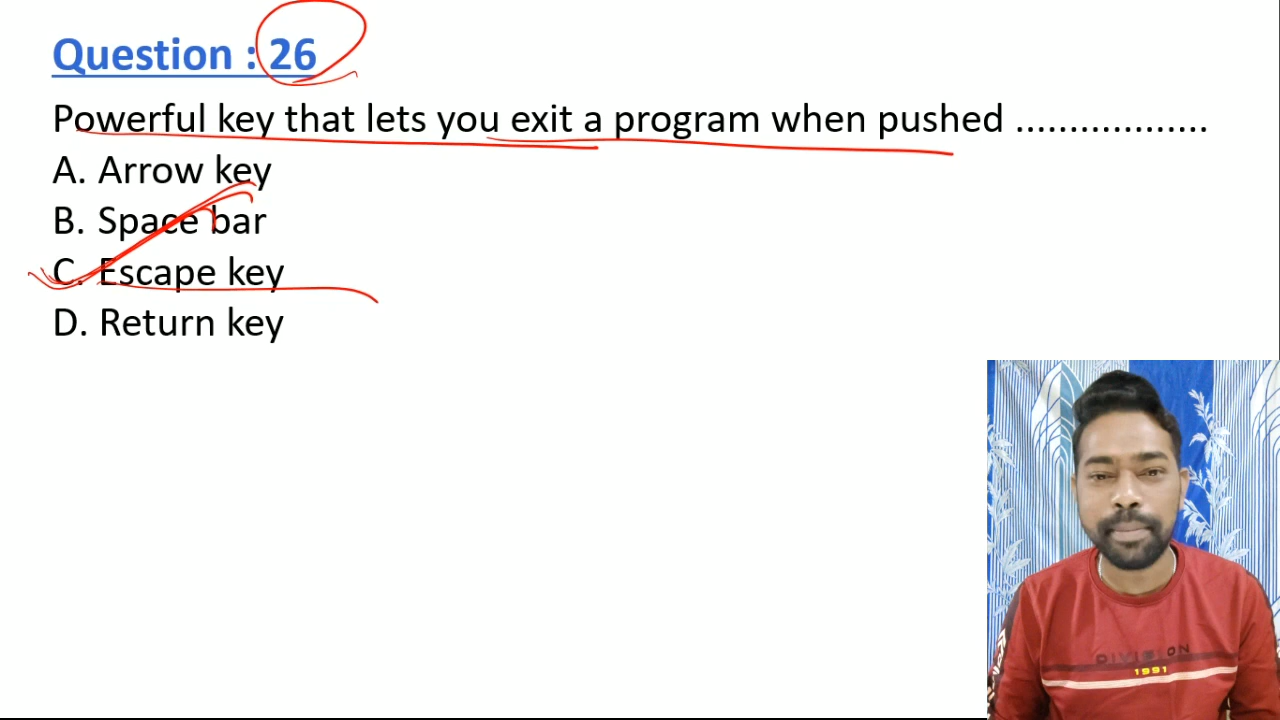 Question : 26
Powerful key that lets you exit a program when pushed ...................
A. Arrow key
B. Space bar
C. Escape key
D. Return key
DIVISION
1991